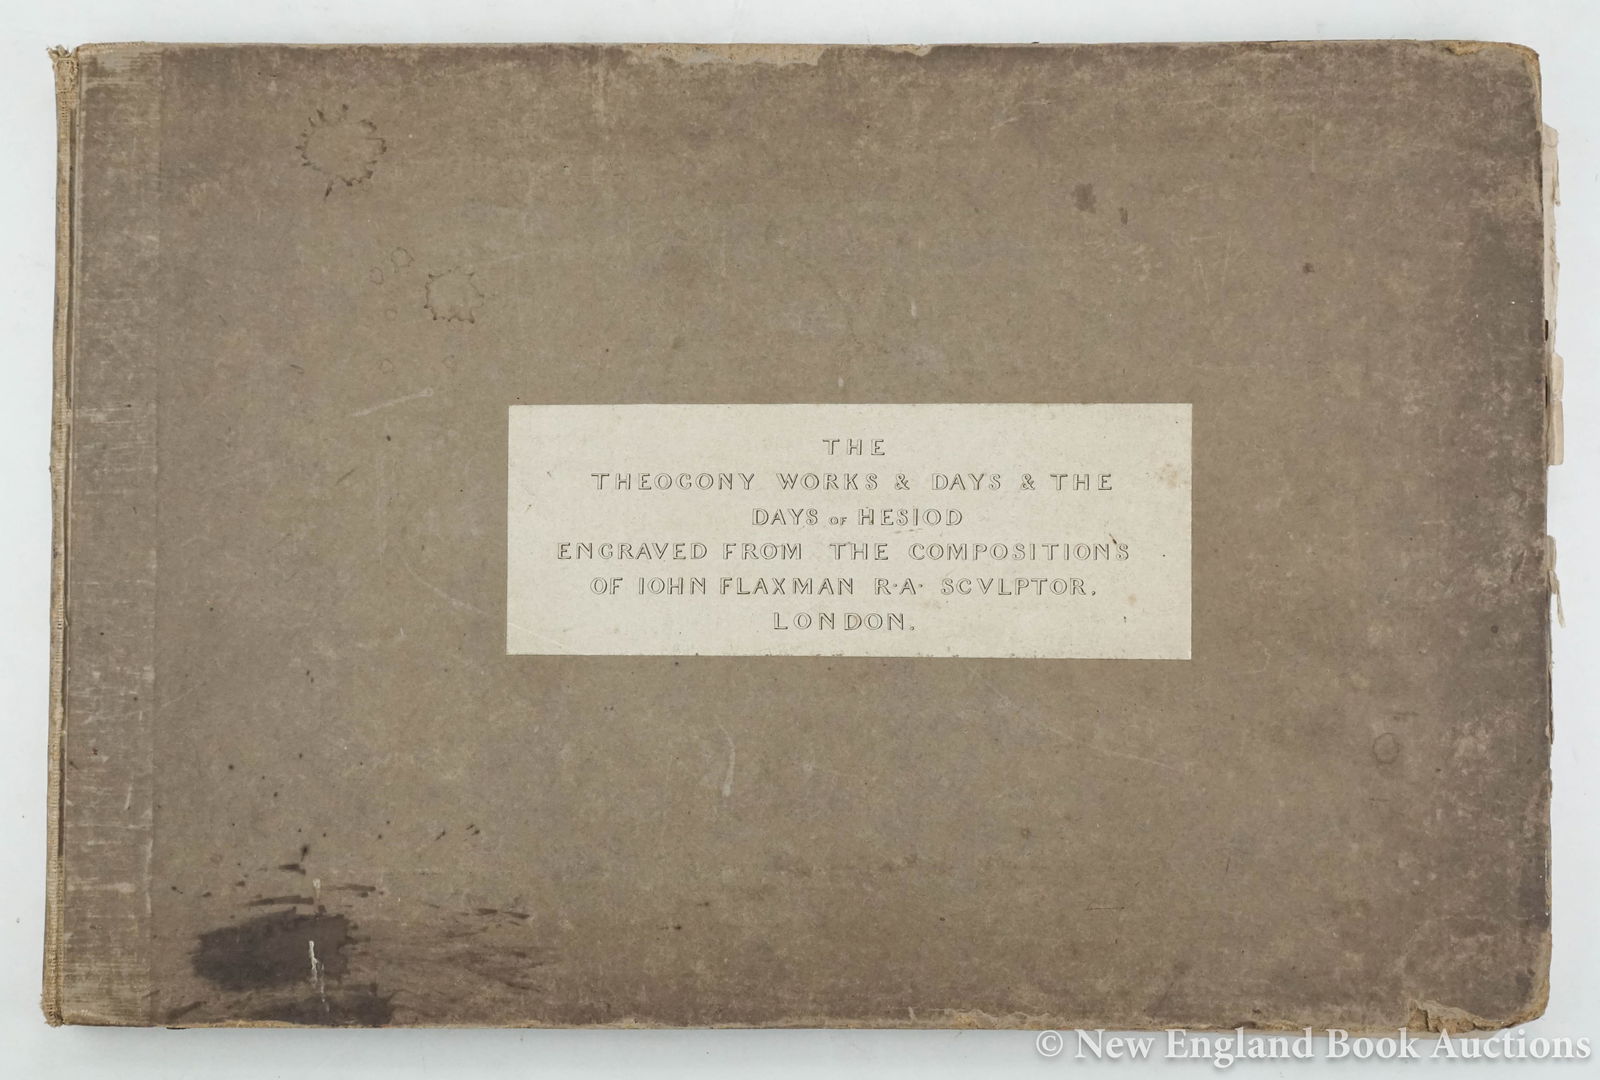 THE
THEOGONY WORKS & DAYS & THE
DAYS OF HESIOD
ENGRAVED FROM THE COMPOSITIONS
OF IOHN FLAXMAN R·A· SCVLPTOR.
LONDON.
© New England Book Auctions